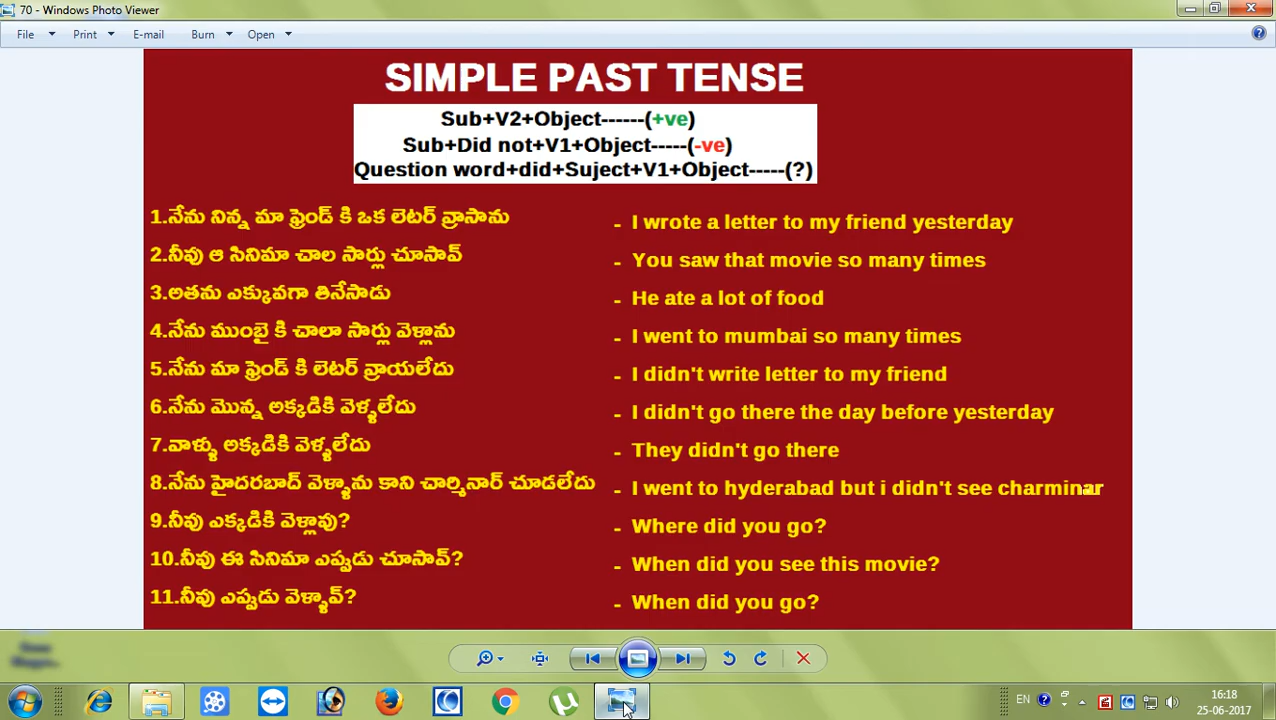 70 - Windows Photo Viewer
File Print E-mail Burn Open
SIMPLE PAST TENSE
Sub+V2+Object------(+ve)
Sub+Did not+V1+Object-----(-ve)
Question word+did+Suject+V1+Object-----(?)
1.నేను నిన్న మా ఫ్రెండ్ కి ఒక లెటర్ వ్రాసాను - I wrote a letter to my friend yesterday
2.నీవు ఆ సినిమా చాల సార్లు చూసావ్ - You saw that movie so many times
3.అతను ఎక్కువగా తినేసాడు - He ate a lot of food
4.నేను ముంబై కి చాలా సార్లు వెళ్లాను - I went to mumbai so many times
5.నేను మా ఫ్రెండ్ కి లెటర్ వ్రాయలేదు - I didn't write letter to my friend
6.నేను మొన్న అక్కడికి వెళ్ళలేదు - I didn't go there the day before yesterday
7.వాళ్ళు అక్కడికి వెళ్ళలేదు - They didn't go there
8.నేను హైదరబాద్ వెళ్ళాను కాని చార్మినార్ చూడలేదు - I went to hyderabad but i didn't see charminar
9.నీవు ఎక్కడికి వెళ్లావు? - Where did you go?
10.నీవు ఈ సినిమా ఎప్పడు చూసావ్? - When did you see this movie?
11.నీవు ఎప్పడు వెళ్ళావ్? - When did you go?
EN 16:18
25-06-2017